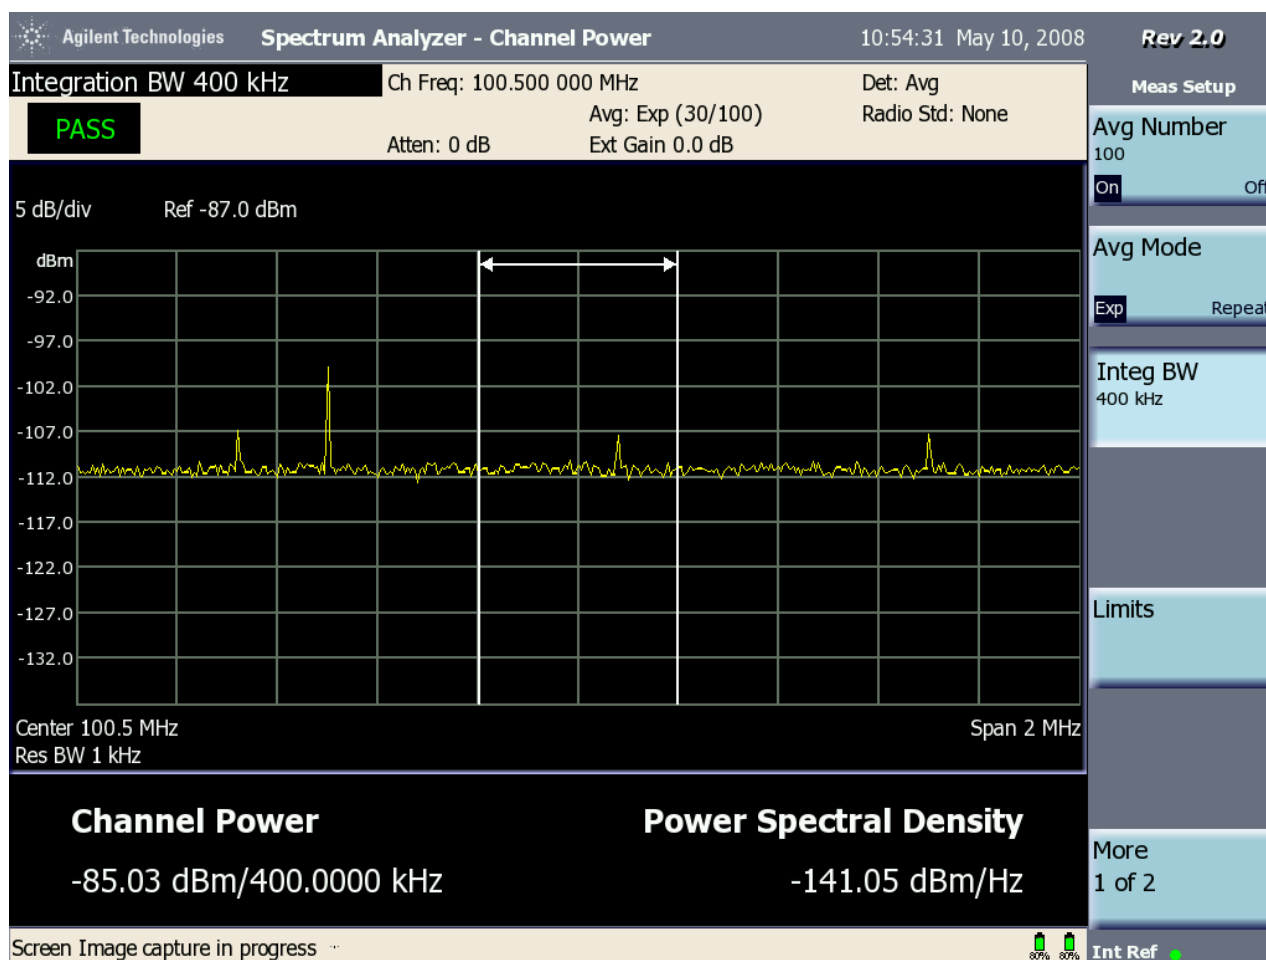 Agilent Technologies Spectrum Analyzer - Channel Power 10:54:31 May 10, 2008 Rev 2.0
Integration BW 400 kHz
PASS
Ch Freq: 100.500 000 MHz Det: Avg
Avg: Exp (30/100) Radio Std: None
Atten: 0 dB Ext Gain 0.0 dB
5 dB/div Ref -87.0 dBm
dBm
-92.0
-97.0
-102.0
-107.0
-112.0
-117.0
-122.0
-127.0
-132.0
Center 100.5 MHz Span 2 MHz
Res BW 1 kHz
Channel Power Power Spectral Density
-85.03 dBm/400.0000 kHz -141.05 dBm/Hz
Screen Image capture in progress
80% 80%
Meas Setup
Avg Number
100
On Off
Avg Mode
Exp Repeat
Integ BW
400 kHz
Limits
More
1 of 2
Int Ref